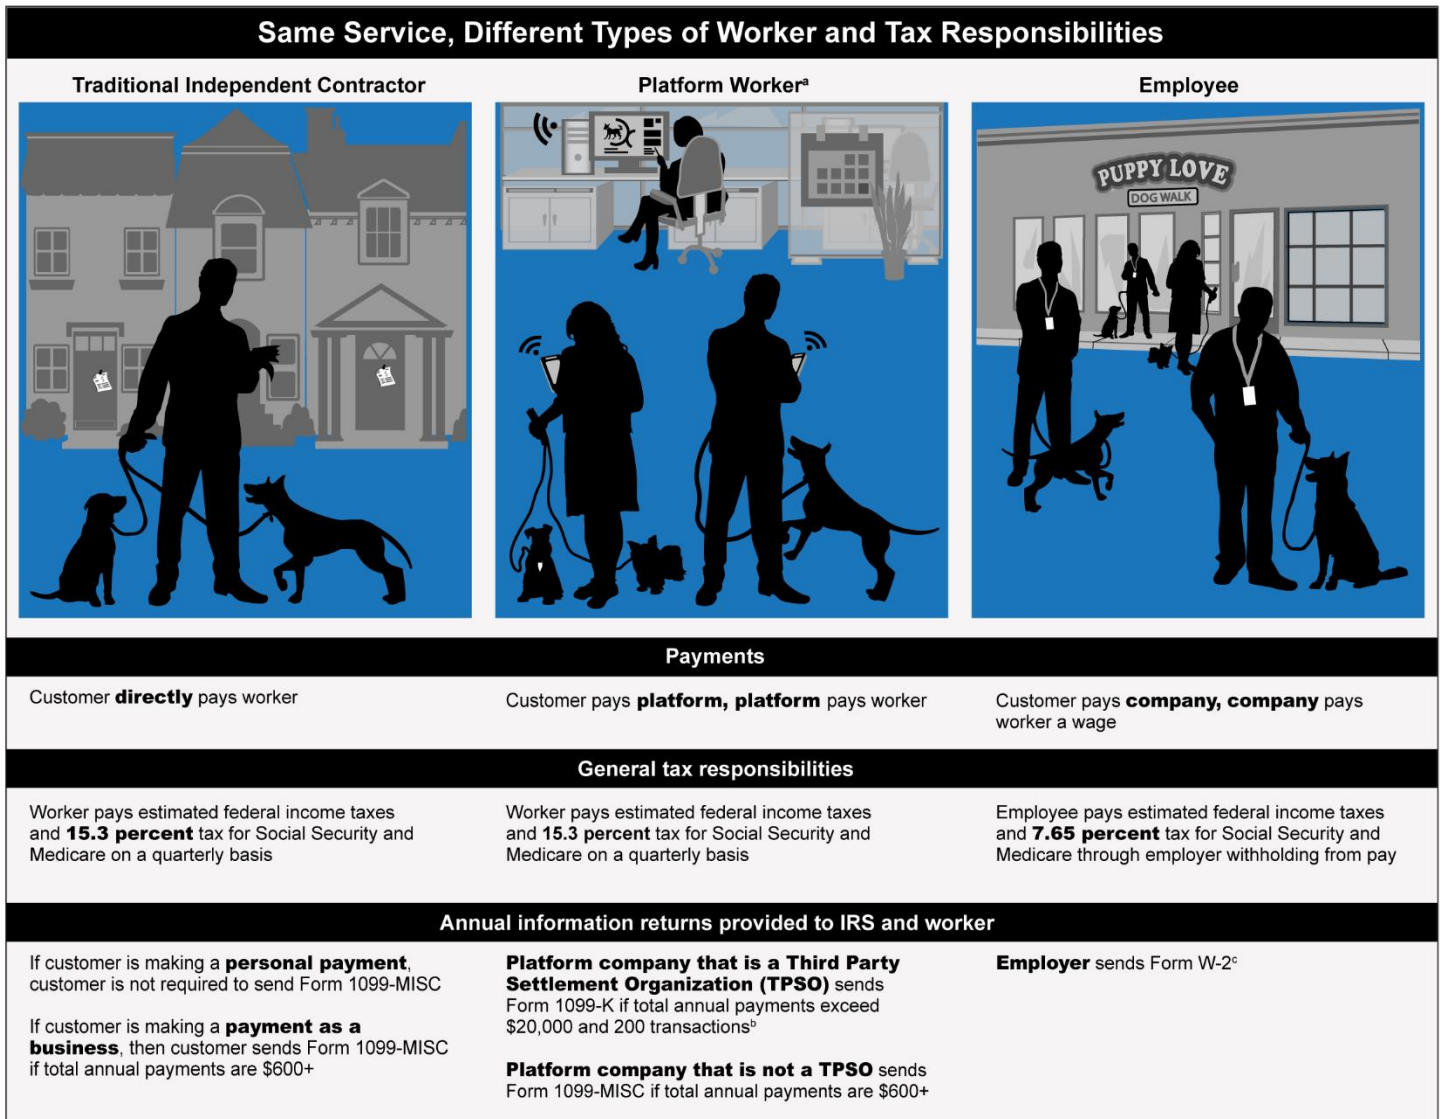 Same Service, Different Types of Worker and Tax Responsibilities
Traditional Independent Contractor
Platform Workerᵃ
Employee
PUPPY LOVE
DOG WALK
Payments
Customer directly pays worker
Customer pays platform, platform pays worker
Customer pays company, company pays
worker a wage
General tax responsibilities
Worker pays estimated federal income taxes
and 15.3 percent tax for Social Security and
Medicare on a quarterly basis
Worker pays estimated federal income taxes
and 15.3 percent tax for Social Security and
Medicare on a quarterly basis
Employee pays estimated federal income taxes
and 7.65 percent tax for Social Security and
Medicare through employer withholding from pay
Annual information returns provided to IRS and worker
If customer is making a personal payment,
customer is not required to send Form 1099-MISC
If customer is making a payment as a
business, then customer sends Form 1099-MISC
if total annual payments are $600+
Platform company that is a Third Party
Settlement Organization (TPSO) sends
Form 1099-K if total annual payments exceed
$20,000 and 200 transactionsᵇ
Platform company that is not a TPSO sends
Form 1099-MISC if total annual payments are $600+
Employer sends Form W-2ᶜ